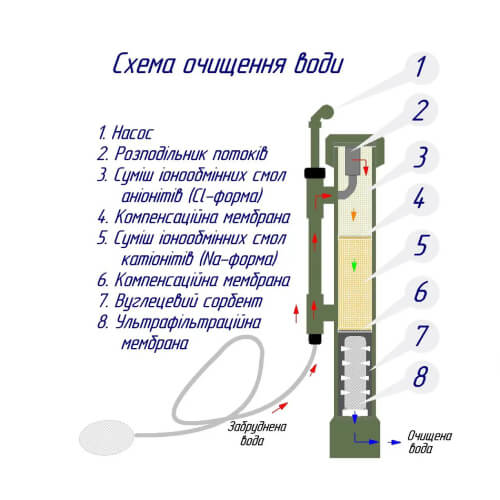 Схема очищення води
1. Насос
2. Розподільник потоків
3. Суміш іонообмінних смол
аніонітів (Cl-форма)
4. Компенсаційна мембрана
5. Суміш іонообмінних смол
катіонітів (Na-форма)
6. Компенсаційна мембрана
7. Вуглецевий сорбент
8. Ультрафільтраційна
мембрана
1
2
3
4
5
6
7
8
Забруднена
вода
Очищена
вода